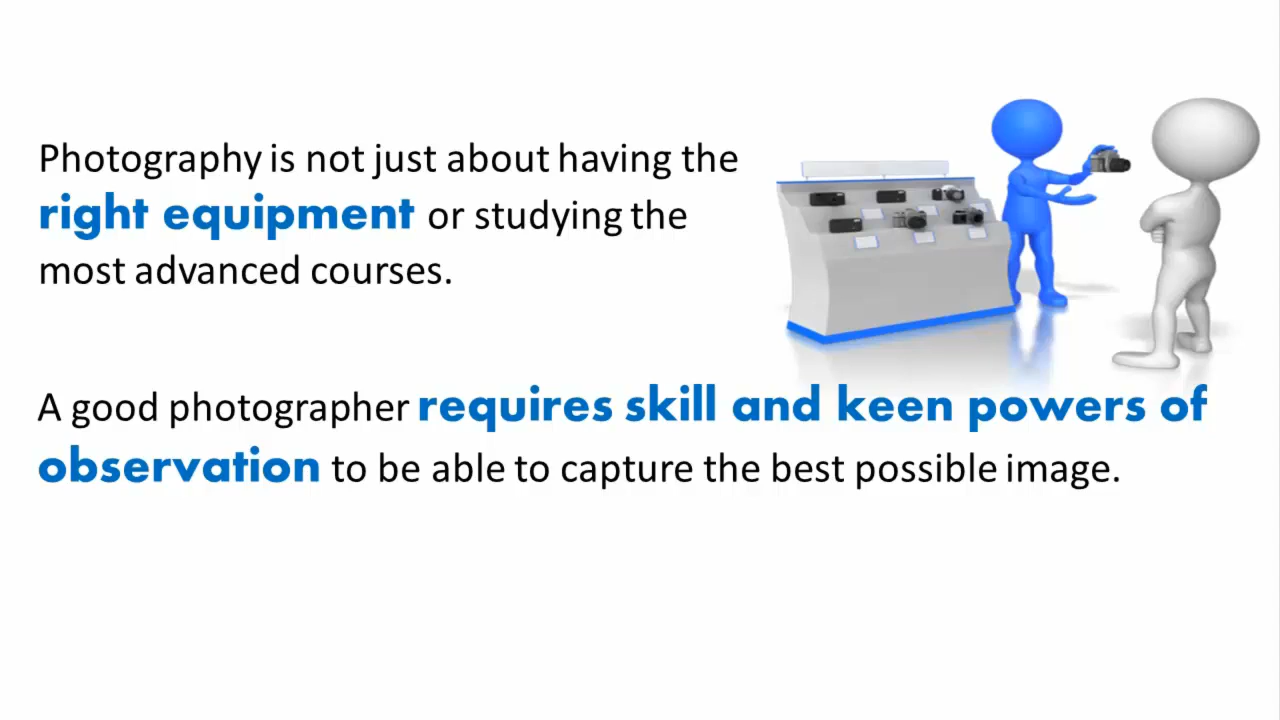 Photography is not just about having the
right equipment or studying the
most advanced courses.
A good photographer requires skill and keen powers of
observation to be able to capture the best possible image.